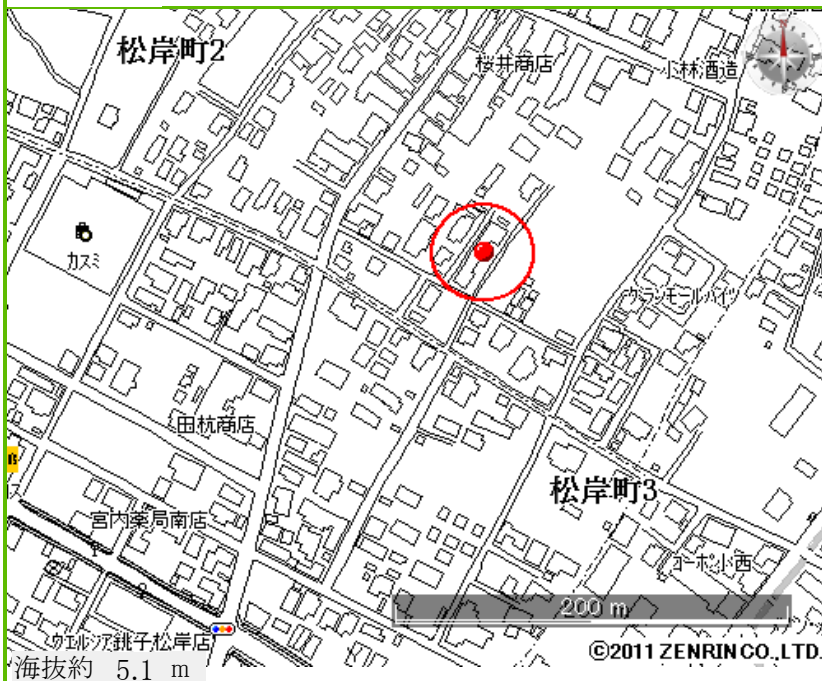 松岸町2
桜井商店
小林酒造
カスミ
グランモールハイツ
田杭商店
松岸町3
宮内薬局南店
コーポ小西
200 m
ウエルシア銚子松岸店
©2011 ZENRIN CO.,LTD.
海抜約 5.1 m